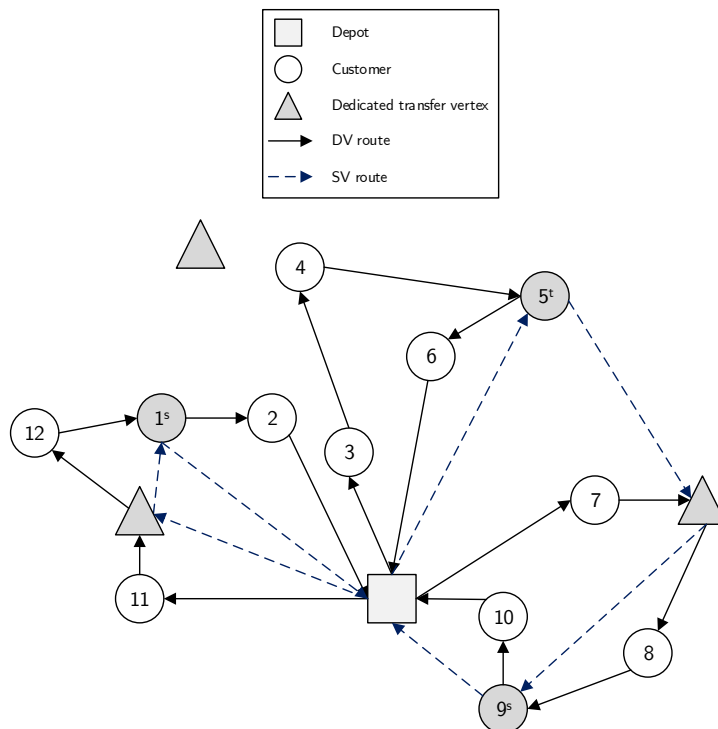 Depot
Customer
Dedicated transfer vertex
DV route
SV route
4
5ᵗ
6
12
1ˢ
2
3
7
11
10
8
9ˢ